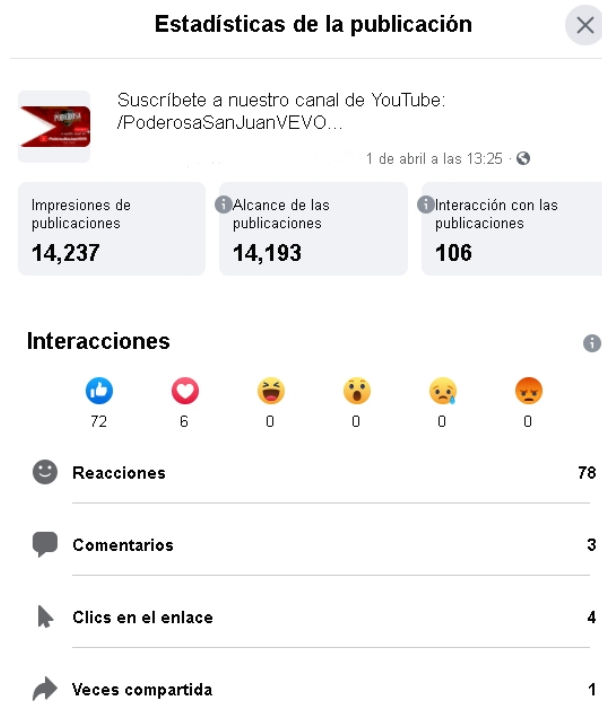 Estadísticas de la publicación
Suscríbete a nuestro canal de YouTube:
/PoderosaSanJuanVEVO...
1 de abril a las 13:25 ·
Impresiones de
publicaciones
14,237
Alcance de las
publicaciones
14,193
Interacción con las
publicaciones
106
Interacciones
72
6
0
0
0
0
Reacciones
78
Comentarios
3
Clics en el enlace
4
Veces compartida
1